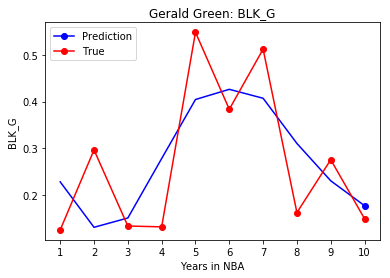 Gerald Green: BLK_G
Prediction
True
0.5
0.4
0.3
0.2
BLK_G
1 2 3 4 5 6 7 8 9 10
Years in NBA